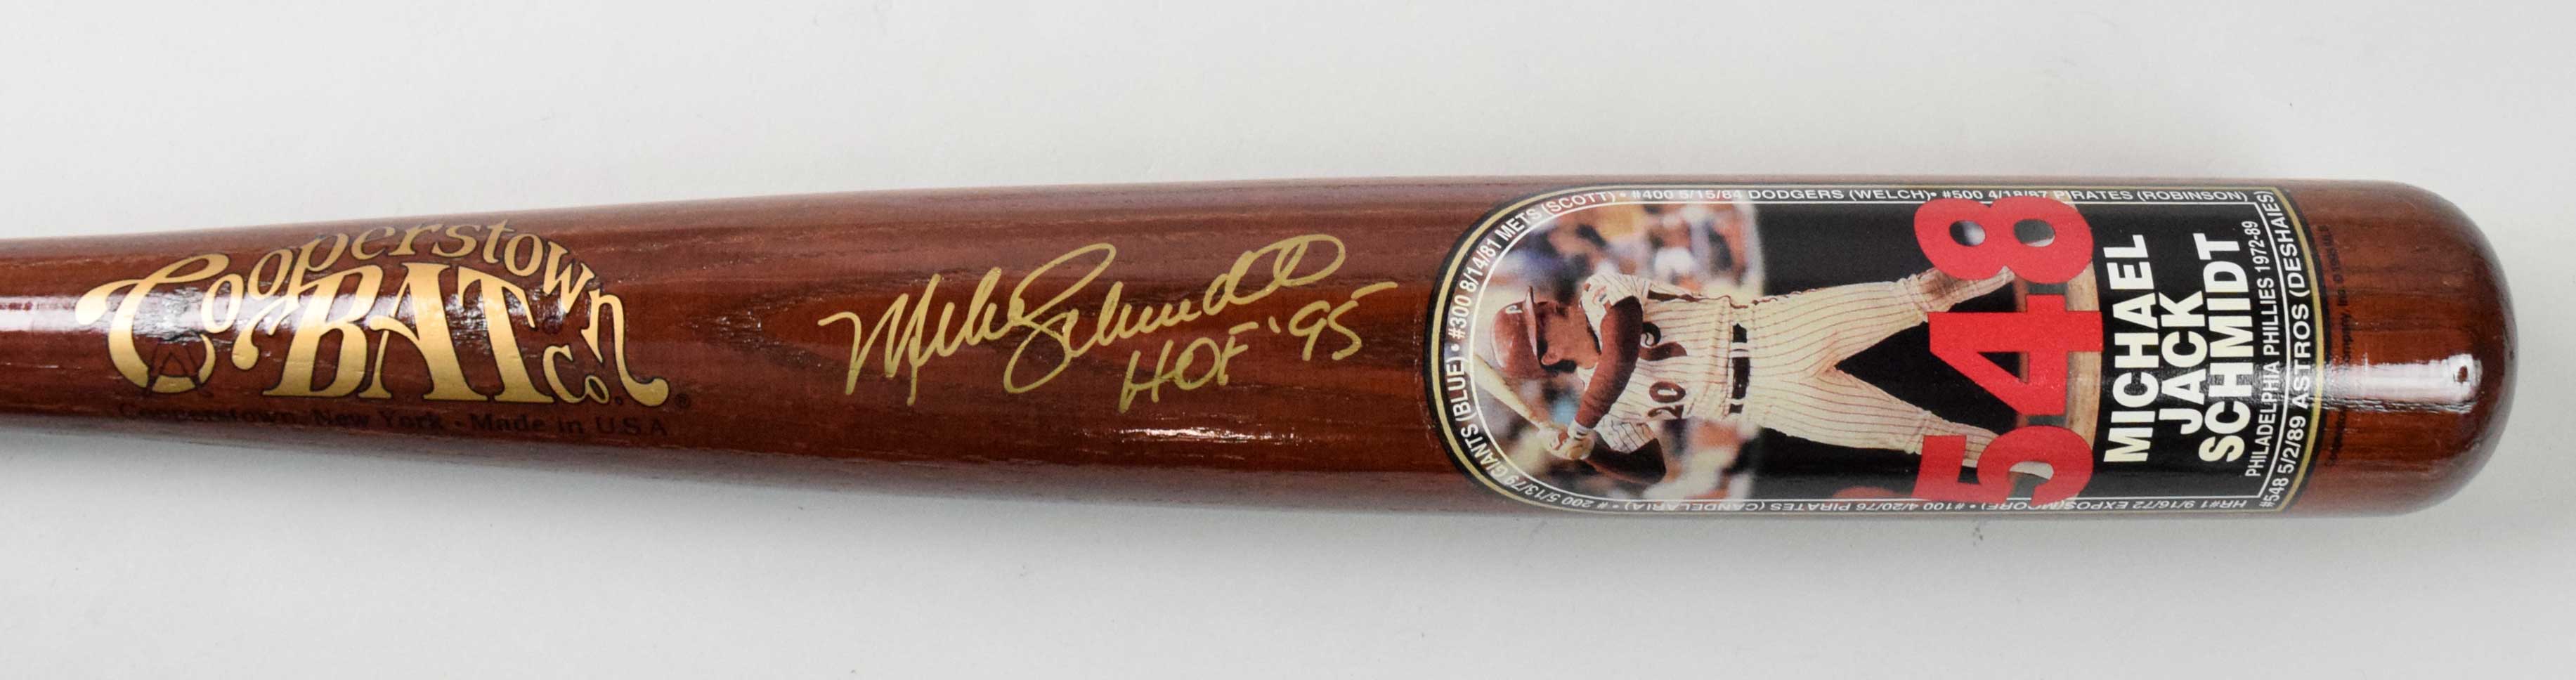 Cooperstown
BAT Co. ®
Cooperstown, New York - Made in U.S.A
Mike Schmidt
HOF '95
HR#1 9/16/72 EXPOS(MOORE) • #100 4/20/76 PIRATES (CANDELARIA) • # 200 5/13/79 GIANTS (BLUE) • #300 8/14/81 METS (SCOTT) • #400 5/15/84 DODGERS (WELCH)• #500 4/18/87 PIRATES (ROBINSON)
#548 5/2/89 ASTROS (DESHAIES)
548
MICHAEL
JACK
SCHMIDT
PHILADELPHIA PHILLIES 1972-89
P
20